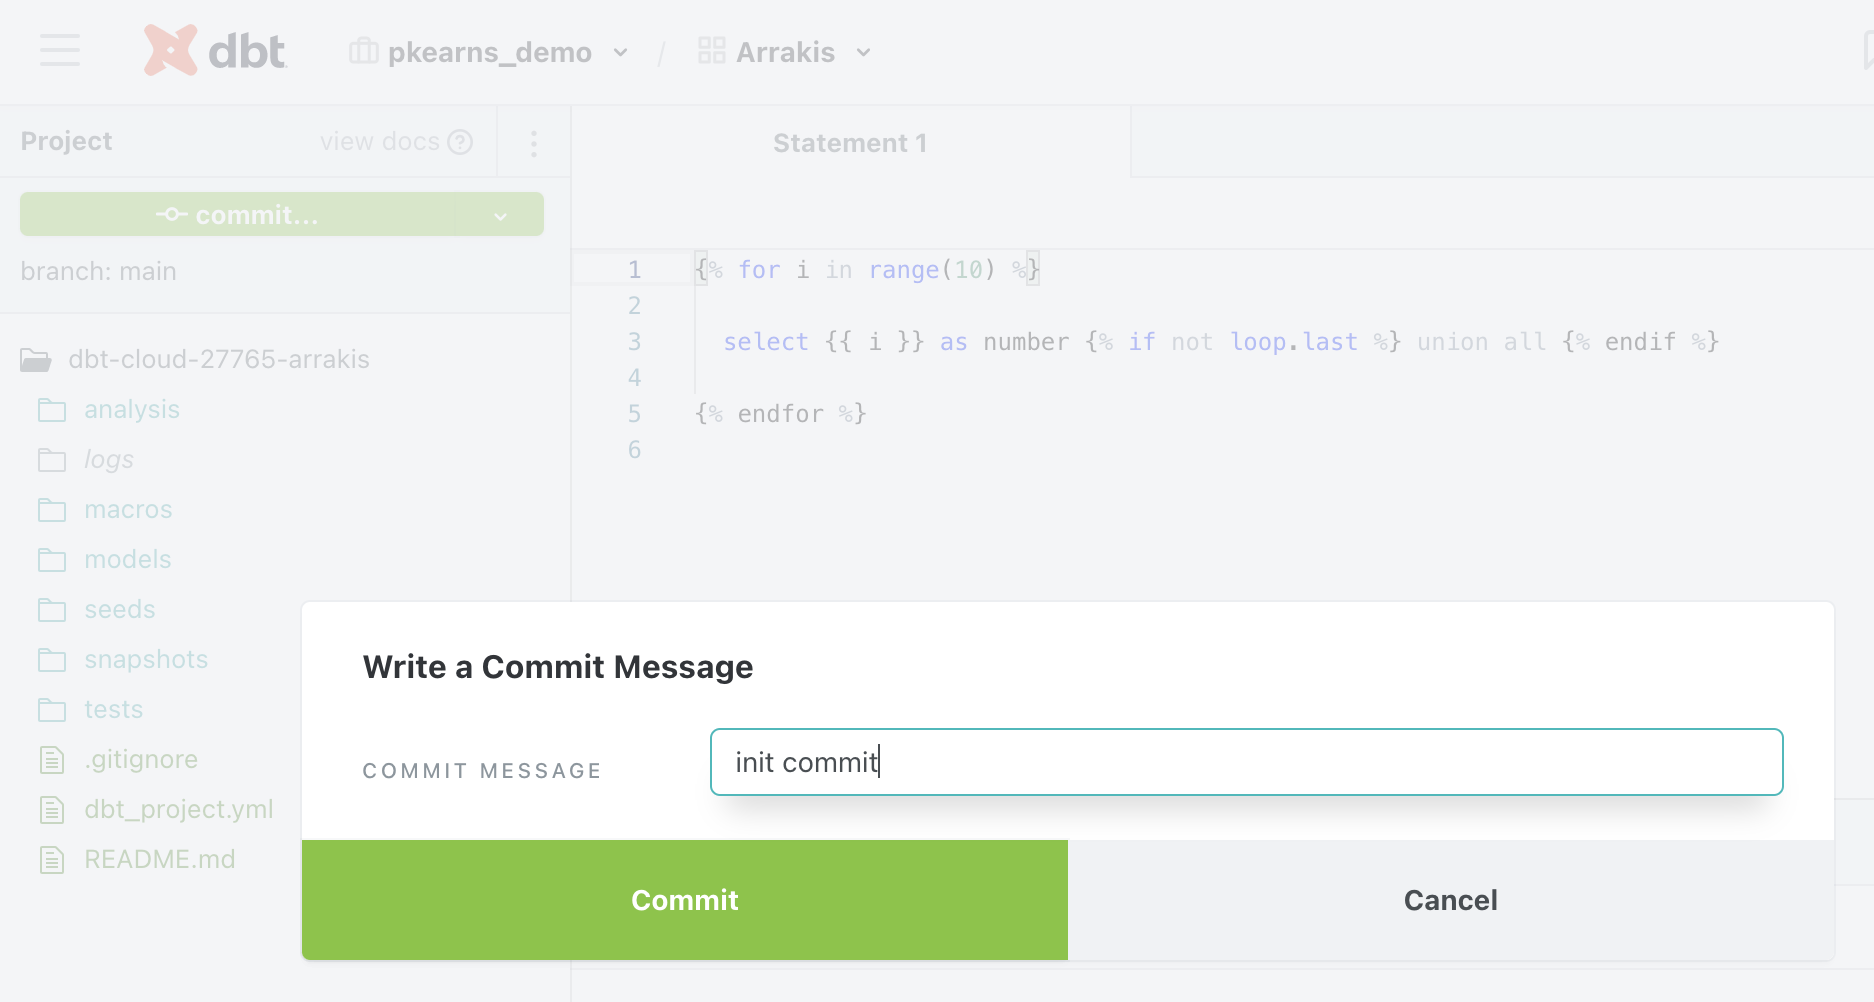 dbt pkearns_demo / Arrakis
Project view docs ?
Statement 1
commit...
branch: main
1 {% for i in range(10) %}
2
3 select {{ i }} as number {% if not loop.last %} union all {% endif %}
4
5 {% endfor %}
6
dbt-cloud-27765-arrakis
analysis
logs
macros
models
seeds
snapshots
tests
.gitignore
dbt_project.yml
README.md
Write a Commit Message
COMMIT MESSAGE init commit
Commit Cancel